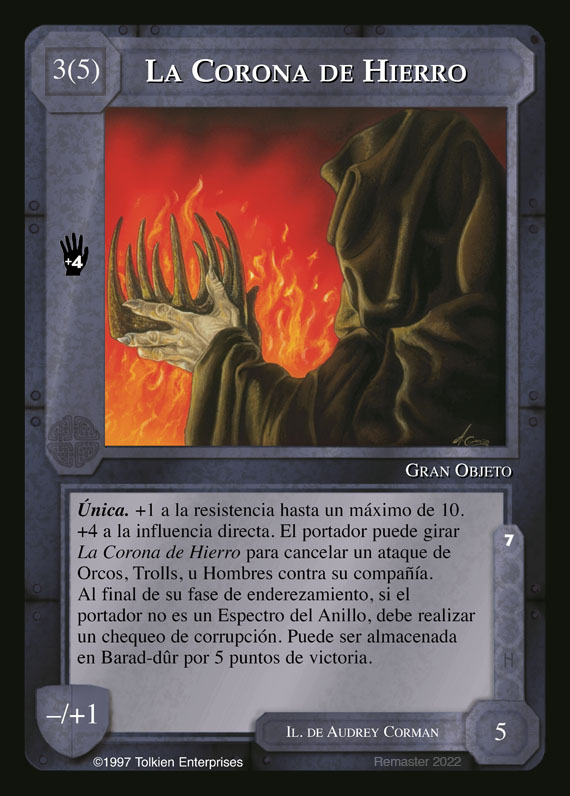 3(5)
La Corona de Hierro
+4
Gran Objeto
Única. +1 a la resistencia hasta un máximo de 10.
+4 a la influencia directa. El portador puede girar
La Corona de Hierro para cancelar un ataque de
Orcos, Trolls, u Hombres contra su compañía.
Al final de su fase de enderezamiento, si el
portador no es un Espectro del Anillo, debe realizar
un chequeo de corrupción. Puede ser almacenada
en Barad-dûr por 5 puntos de victoria.
7
H
–/+1
Il. de Audrey Corman
5
©1997 Tolkien Enterprises
Remaster 2022